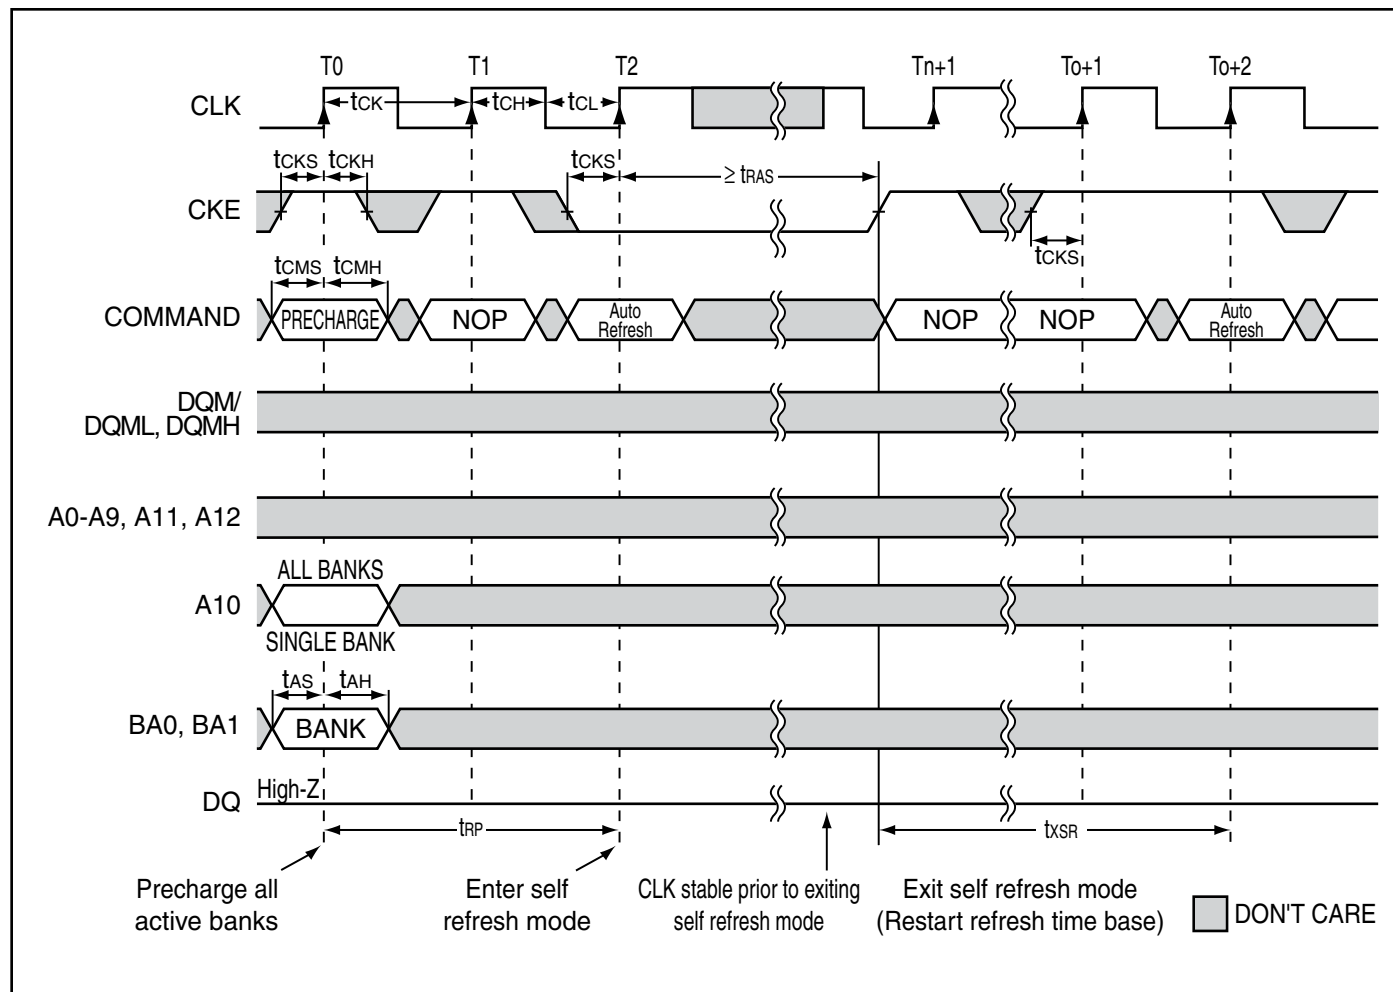 T0 T1 T2 Tn+1 To+1 To+2
CLK
tCK tCH tCL
tCKS tCKH tCKS ≥ tRAS
CKE
tCKS
tCMS tCMH
COMMAND PRECHARGE NOP Auto Refresh NOP NOP Auto Refresh
DQM/
DQML, DQMH
A0-A9, A11, A12
ALL BANKS
A10
SINGLE BANK
tAS tAH
BA0, BA1 BANK
High-Z
DQ
tRP tXSR
Precharge all
active banks
Enter self
refresh mode
CLK stable prior to exiting
self refresh mode
Exit self refresh mode
(Restart refresh time base)
DON'T CARE